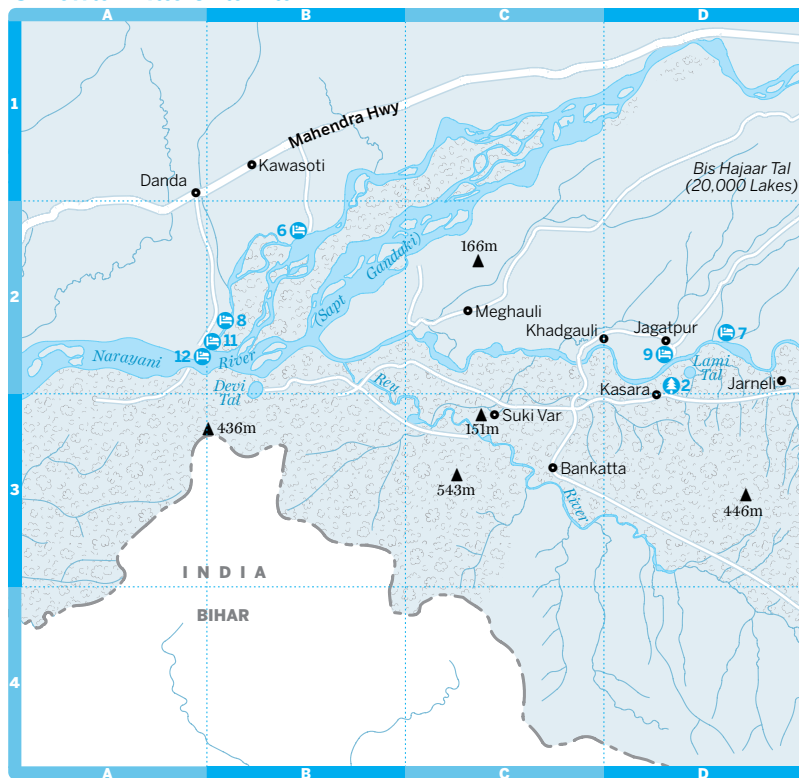 A
B
C
D
1
Mahendra Hwy
Kawasoti
Danda
Bis Hajaar Tal
(20,000 Lakes)
6
166m
(Sapt Gandaki)
2
Meghauli
8
7
11
Khadgauli
Jagatpur
12
Narayani
River
9
Lami
Tal
Devi
Tal
Reu
Kasara
2
Jarneli
151m
Suki Var
436m
Bankatta
3
543m
446m
River
INDIA
BIHAR
4
A
B
C
D